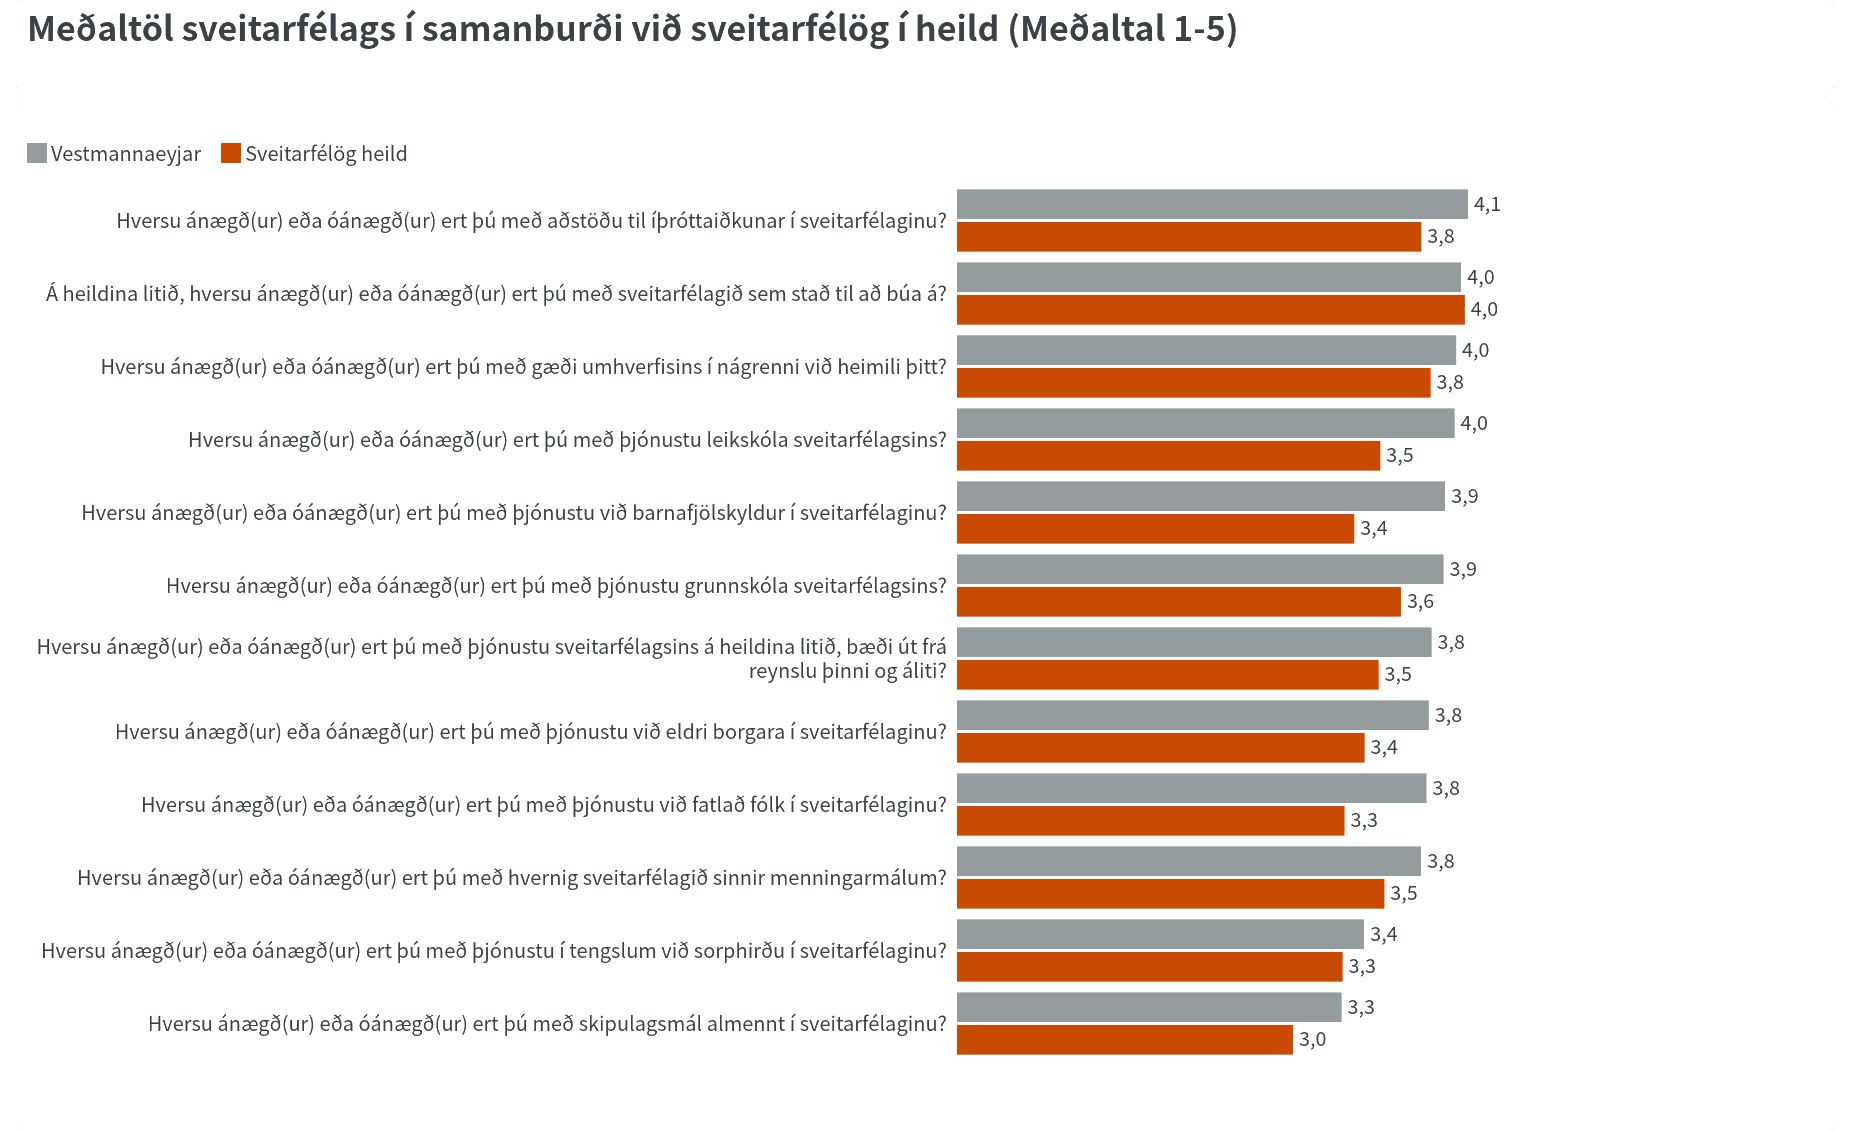 Meðaltöl sveitarfélags í samanburði við sveitarfélög í heild (Meðaltal 1-5)
Vestmannaeyjar Sveitarfélög heild
Hversu ánægð(ur) eða óánægð(ur) ert þú með aðstöðu til íþróttaiðkunar í sveitarfélaginu?
4,1
3,8
Á heildina litið, hversu ánægð(ur) eða óánægð(ur) ert þú með sveitarfélagið sem stað til að búa á?
4,0
4,0
Hversu ánægð(ur) eða óánægð(ur) ert þú með gæði umhverfisins í nágrenni við heimili þitt?
4,0
3,8
Hversu ánægð(ur) eða óánægð(ur) ert þú með þjónustu leikskóla sveitarfélagsins?
4,0
3,5
Hversu ánægð(ur) eða óánægð(ur) ert þú með þjónustu við barnafjölskyldur í sveitarfélaginu?
3,9
3,4
Hversu ánægð(ur) eða óánægð(ur) ert þú með þjónustu grunnskóla sveitarfélagsins?
3,9
3,6
Hversu ánægð(ur) eða óánægð(ur) ert þú með þjónustu sveitarfélagsins á heildina litið, bæði út frá
reynslu þinni og áliti?
3,8
3,5
Hversu ánægð(ur) eða óánægð(ur) ert þú með þjónustu við eldri borgara í sveitarfélaginu?
3,8
3,4
Hversu ánægð(ur) eða óánægð(ur) ert þú með þjónustu við fatlað fólk í sveitarfélaginu?
3,8
3,3
Hversu ánægð(ur) eða óánægð(ur) ert þú með hvernig sveitarfélagið sinnir menningarmálum?
3,8
3,5
Hversu ánægð(ur) eða óánægð(ur) ert þú með þjónustu í tengslum við sorphirðu í sveitarfélaginu?
3,4
3,3
Hversu ánægð(ur) eða óánægð(ur) ert þú með skipulagsmál almennt í sveitarfélaginu?
3,3
3,0